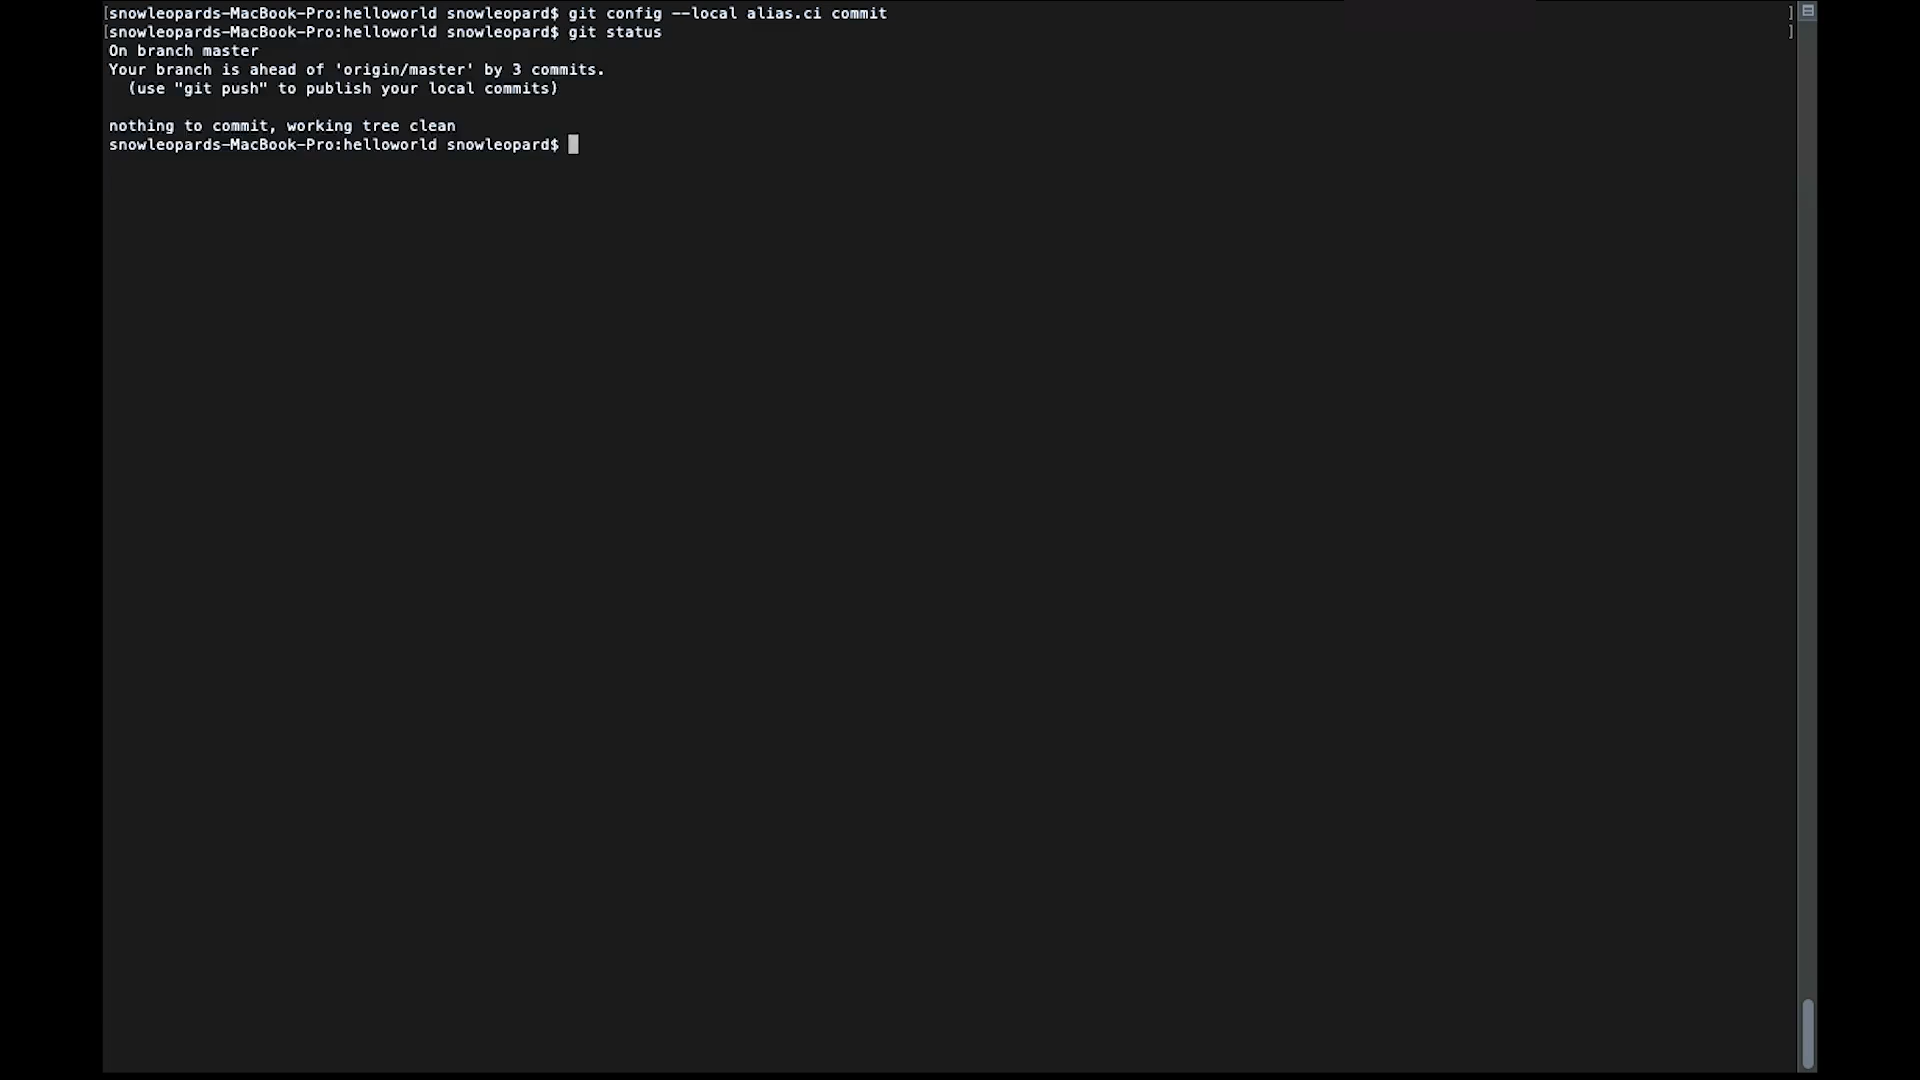 [snowleopards-MacBook-Pro:helloworld snowleopard$ git config --local alias.ci commit ]
[snowleopards-MacBook-Pro:helloworld snowleopard$ git status ]
On branch master
Your branch is ahead of 'origin/master' by 3 commits.
  (use "git push" to publish your local commits)

nothing to commit, working tree clean
snowleopards-MacBook-Pro:helloworld snowleopard$